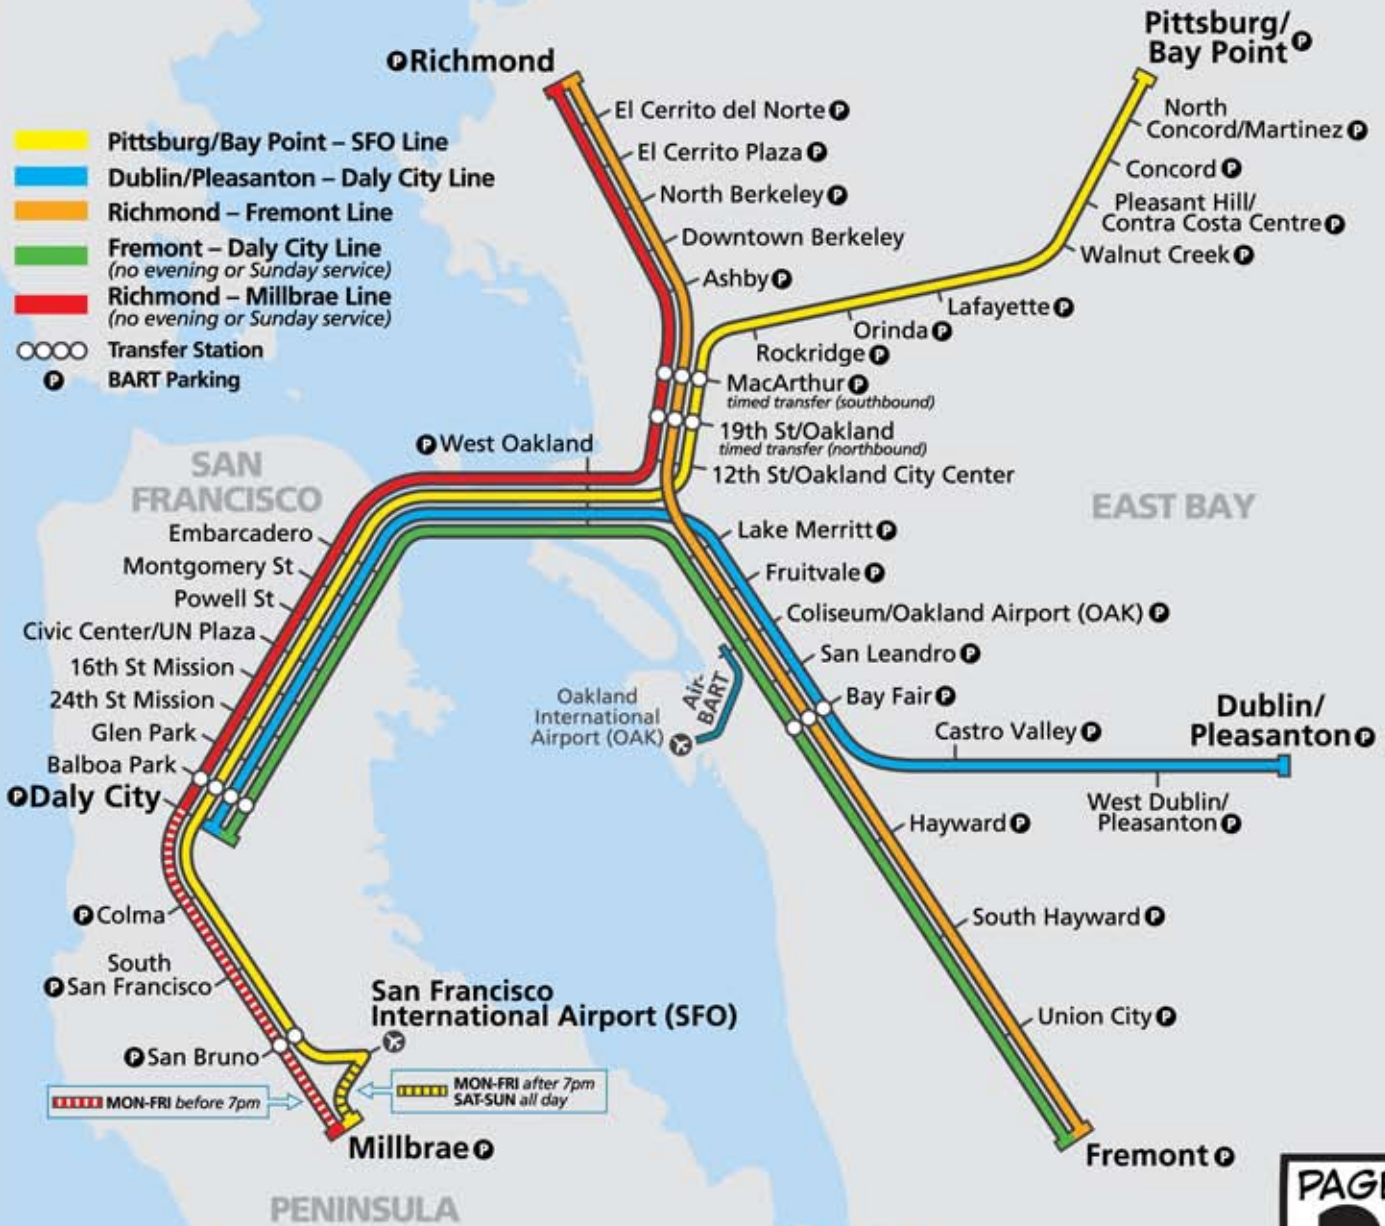 Richmond
Pittsburg/
Bay Point
El Cerrito del Norte
El Cerrito Plaza
North Berkeley
Downtown Berkeley
Ashby
North
Concord/Martinez
Concord
Pleasant Hill/
Contra Costa Centre
Walnut Creek
Lafayette
Orinda
Rockridge
MacArthur
timed transfer (southbound)
19th St/Oakland
timed transfer (northbound)
12th St/Oakland City Center
Pittsburg/Bay Point – SFO Line
Dublin/Pleasanton – Daly City Line
Richmond – Fremont Line
Fremont – Daly City Line
(no evening or Sunday service)
Richmond – Millbrae Line
(no evening or Sunday service)
Transfer Station
P BART Parking
West Oakland
SAN
FRANCISCO
EAST BAY
Embarcadero
Montgomery St
Powell St
Civic Center/UN Plaza
16th St Mission
24th St Mission
Glen Park
Balboa Park
Daly City
Lake Merritt
Fruitvale
Coliseum/Oakland Airport (OAK)
San Leandro
Bay Fair
Air-
BART
Oakland
International
Airport (OAK)
Castro Valley
Dublin/
Pleasanton
West Dublin/
Pleasanton
Hayward
South Hayward
Union City
Fremont
Colma
South
San Francisco
San Francisco
International Airport (SFO)
San Bruno
MON-FRI before 7pm
MON-FRI after 7pm
SAT-SUN all day
Millbrae
PENINSULA
PAGE